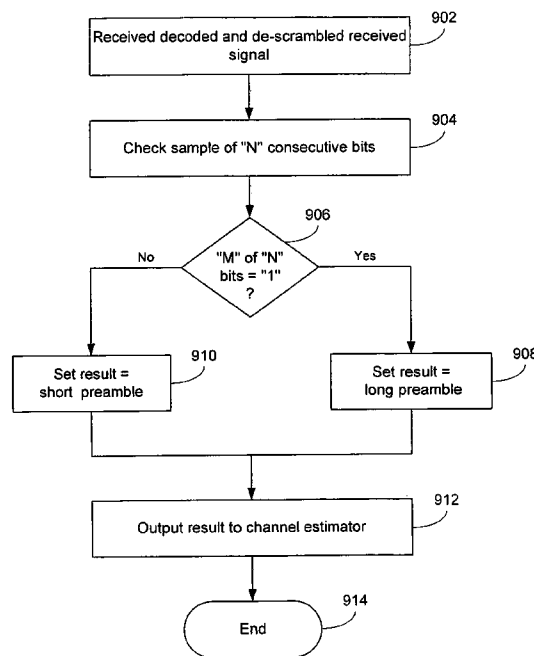 902
Received decoded and de-scrambled received
signal
904
Check sample of "N" consecutive bits
906
No
"M" of "N"
bits = "1"
?
Yes
910
Set result =
short preamble
908
Set result =
long preamble
912
Output result to channel estimator
914
End